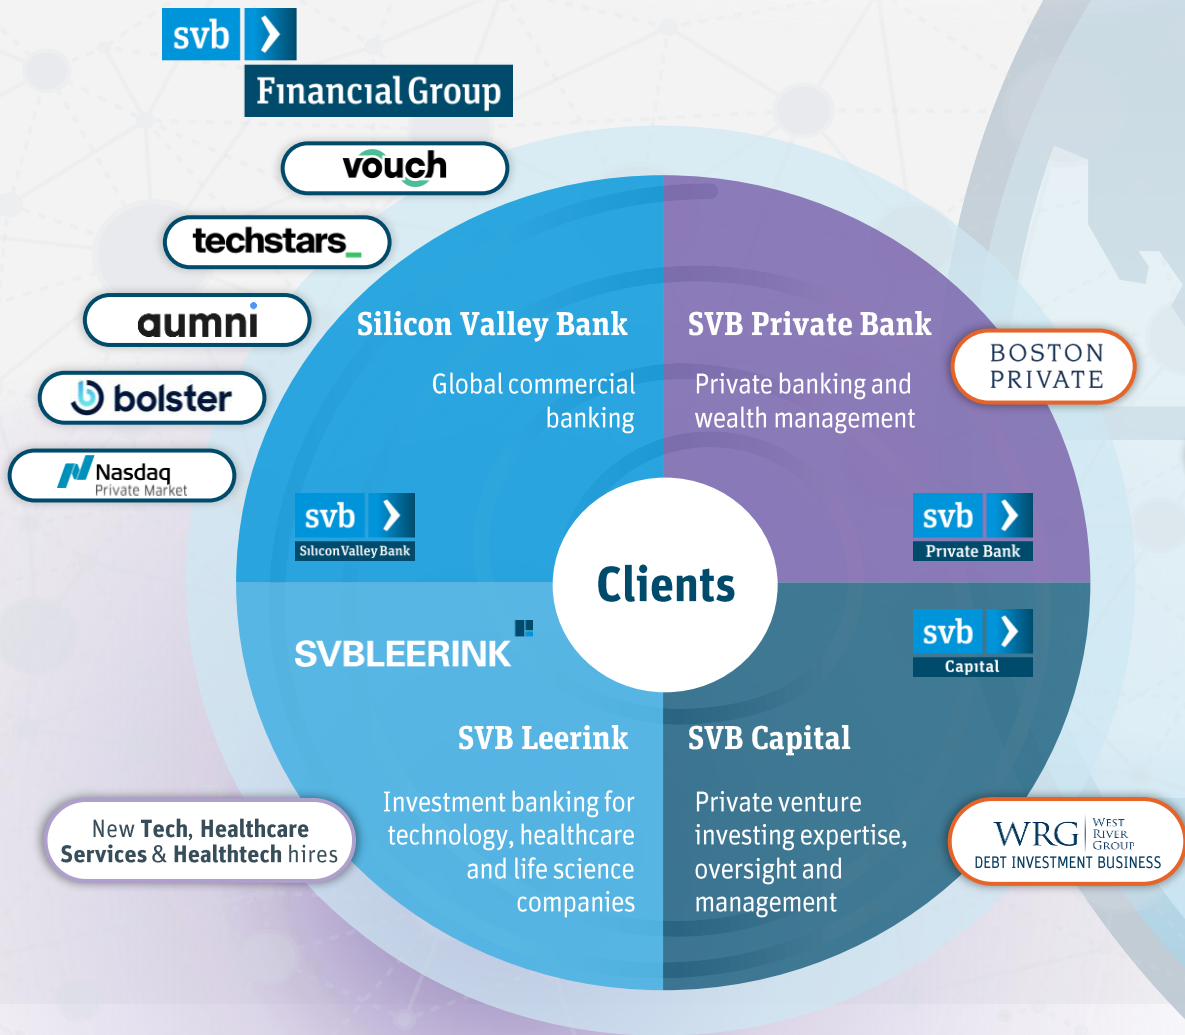 svb
Financial Group
vouch
techstars_
aumni
bolster
Nasdaq
Private Market
Silicon Valley Bank
Global commercial
banking
svb
Silicon Valley Bank
SVB Private Bank
Private banking and
wealth management
BOSTON
PRIVATE
svb
Private Bank
Clients
SVBLEERINK
SVB Leerink
Investment banking for
technology, healthcare
and life science
companies
New Tech, Healthcare
Services & Healthtech hires
svb
Capital
SVB Capital
Private venture
investing expertise,
oversight and
management
WRG
WEST
RIVER
GROUP
DEBT INVESTMENT BUSINESS